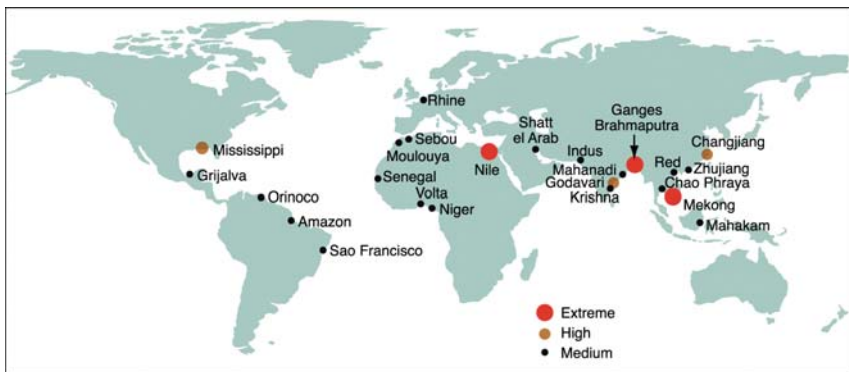 Rhine
Ganges
Brahmaputra
Shatt
el Arab
Changjiang
Mississippi
Sebou
Moulouya
Indus
Red
Zhujiang
Nile
Mahanadi
Grijalva
Senegal
Godavari
Chao Phraya
Krishna
Orinoco
Volta
Niger
Mekong
Amazon
Mahakam
Sao Francisco
Extreme
High
Medium